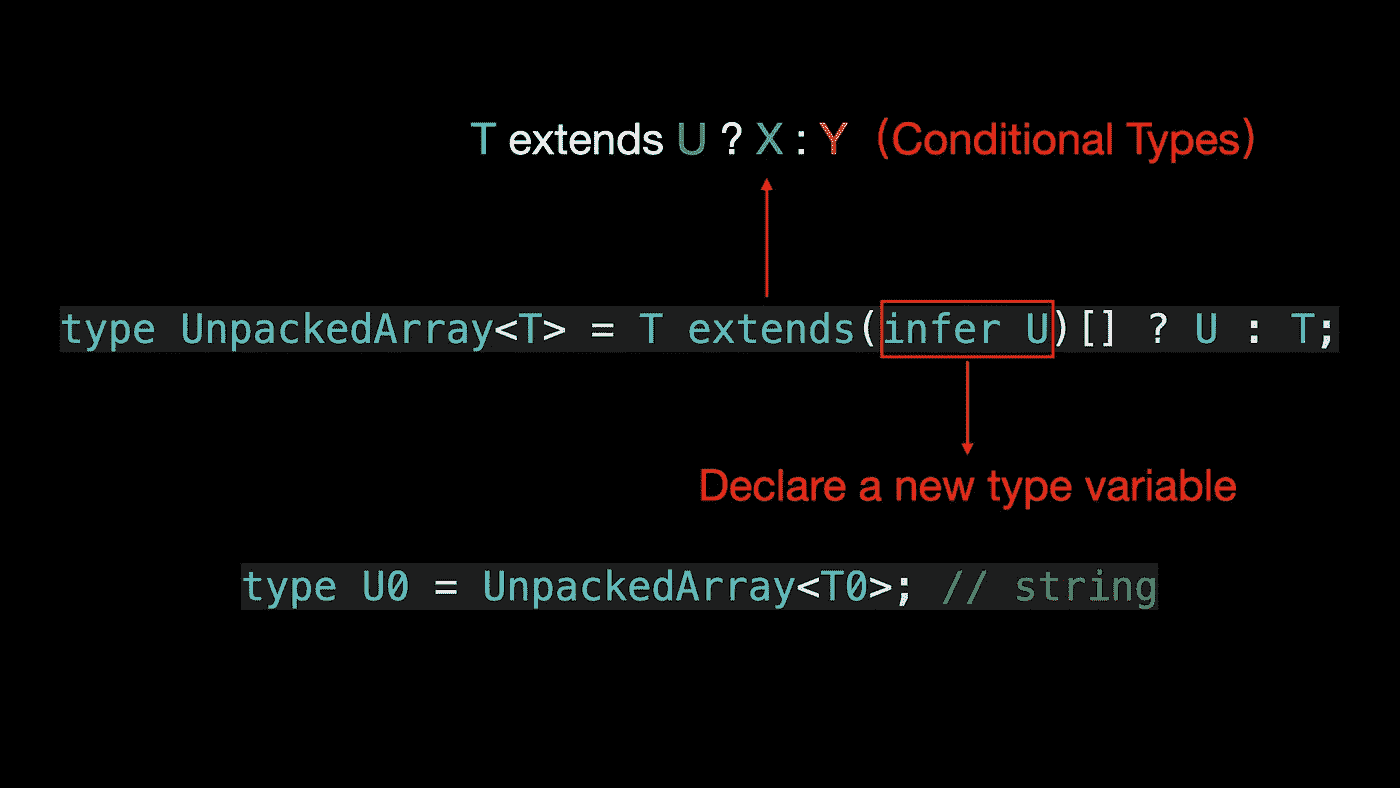 T extends U ? X : Y (Conditional Types)
type UnpackedArray<T> = T extends(infer U)[] ? U : T;
Declare a new type variable
type U0 = UnpackedArray<T0>; // string